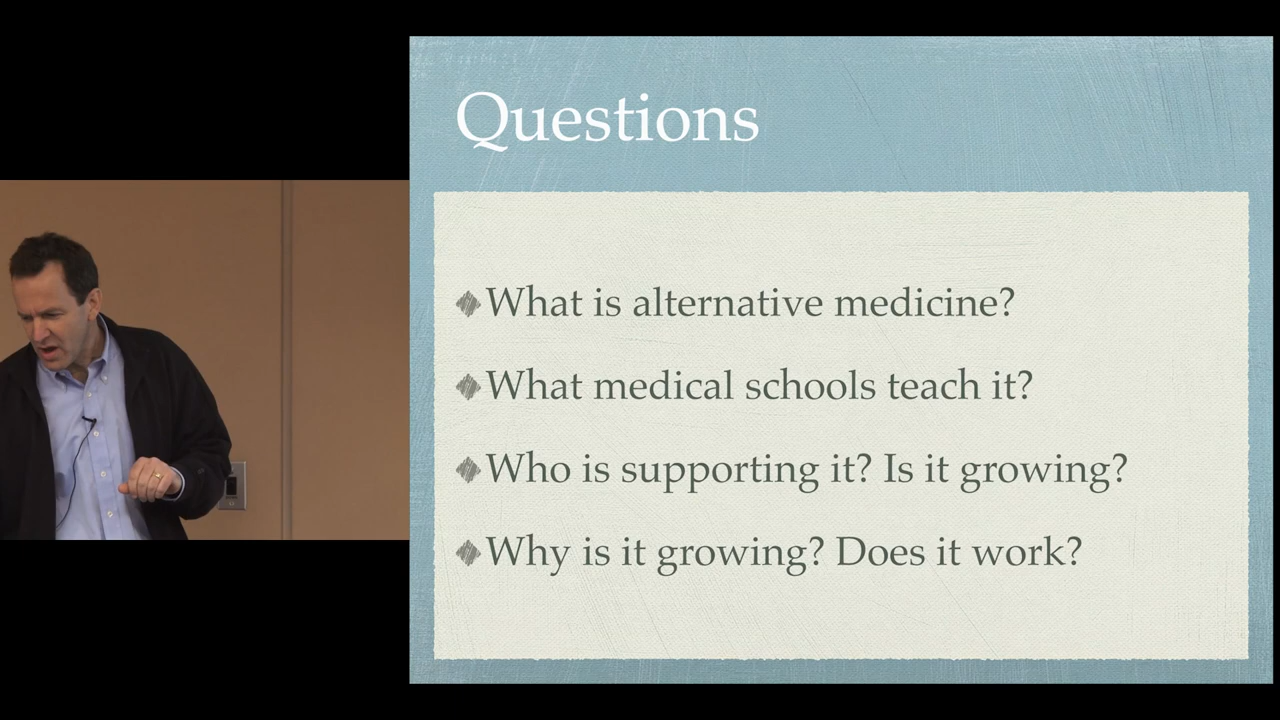 Questions
What is alternative medicine?
What medical schools teach it?
Who is supporting it? Is it growing?
Why is it growing? Does it work?